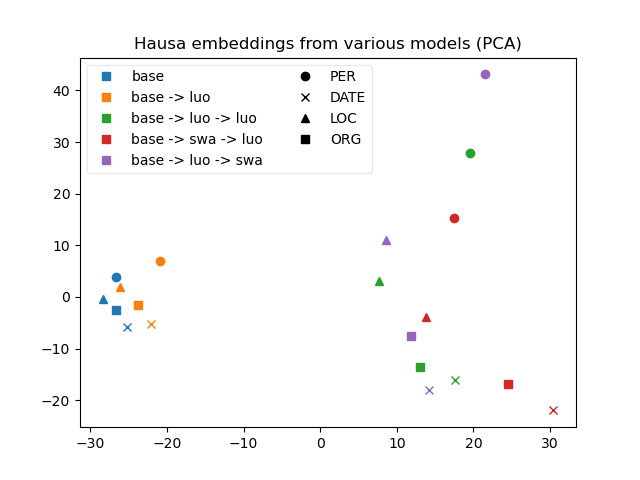 Hausa embeddings from various models (PCA)
base
base -> luo
base -> luo -> luo
base -> swa -> luo
base -> luo -> swa
PER
DATE
LOC
ORG
40
30
20
10
0
−10
−20
−30
−20
−10
0
10
20
30